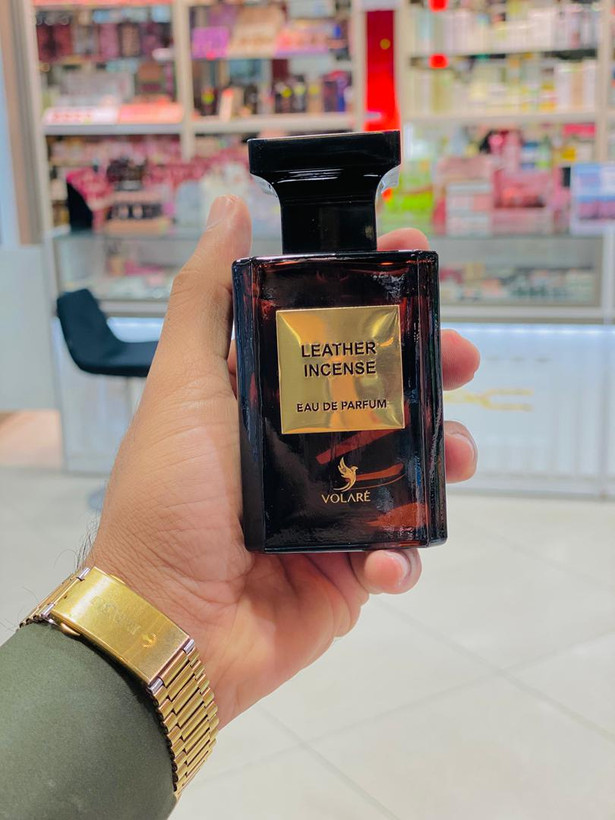 LEATHER
INCENSE
EAU DE PARFUM
VOLARÉ